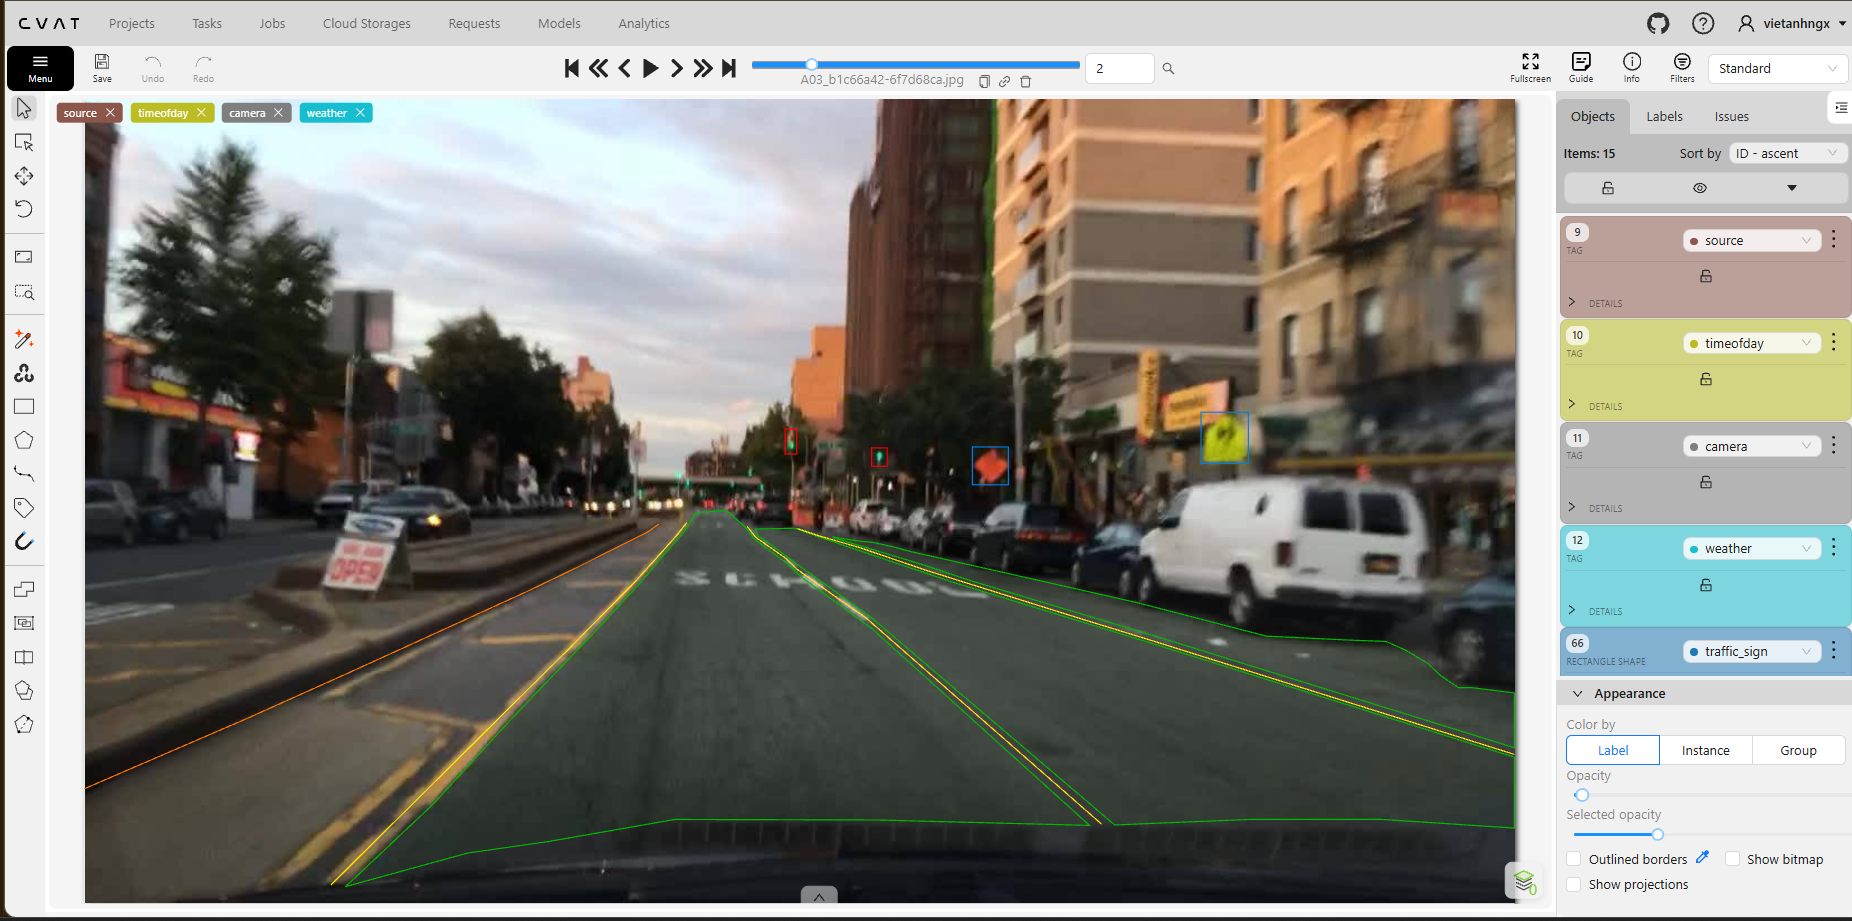 CVAT Projects Tasks Jobs Cloud Storages Requests Models Analytics vietanhngx
Menu Save Undo Redo 2 Fullscreen Guide Info Filters Standard
A03_b1c66a42-6f7d68ca.jpg
source timeofday camera weather
Objects Labels Issues
Items: 15 Sort by ID - ascent
9 source
TAG
DETAILS
10 timeofday
TAG
DETAILS
11 camera
TAG
DETAILS
12 weather
TAG
DETAILS
66 traffic_sign
RECTANGLE SHAPE
Appearance
Color by
Label Instance Group
Opacity
Selected opacity
Outlined borders Show bitmap
Show projections
0
OPEN
SCHOOL